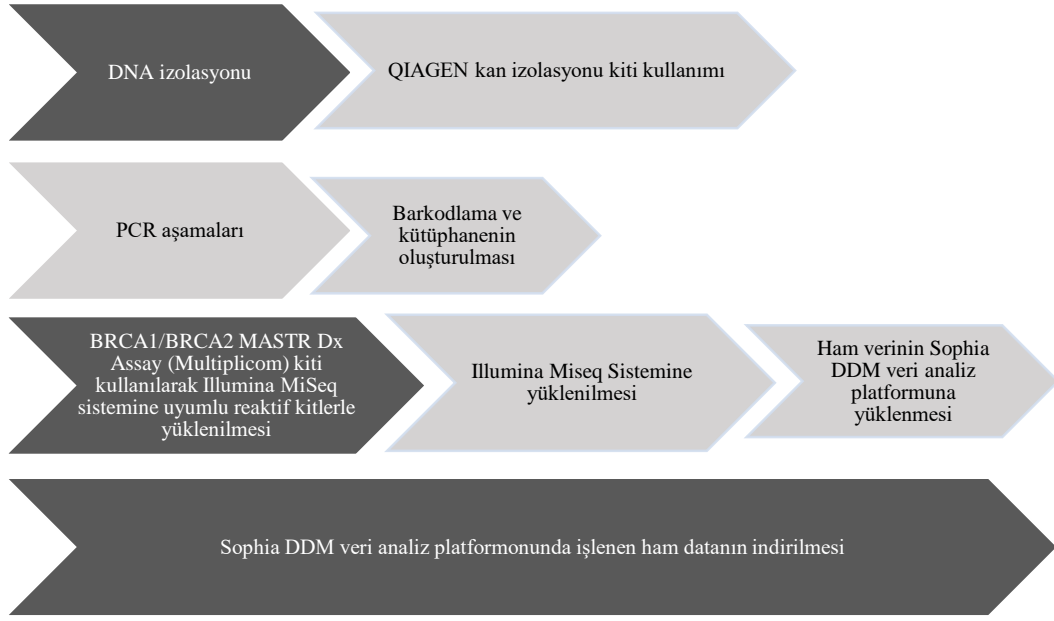 DNA izolasyonu
QIAGEN kan izolasyonu kiti kullanımı
PCR aşamaları
Barkodlama ve
kütüphanenin
oluşturulması
BRCA1/BRCA2 MASTR Dx
Assay (Multiplicom) kiti
kullanılarak Illumina MiSeq
sistemine uyumlu reaktif kitlerle
yüklenilmesi
Illumina Miseq Sistemine
yüklenilmesi
Ham verinin Sophia
DDM veri analiz
platformuna
yüklenmesi
Sophia DDM veri analiz platformonunda işlenen ham datanın indirilmesi